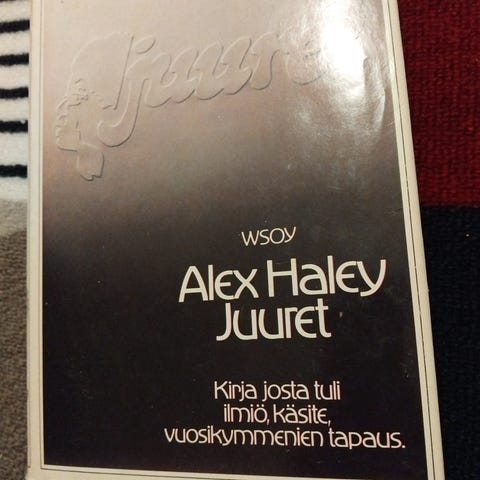 juuret
WSOY
Alex Haley
Juuret
Kirja josta tuli
ilmiö, käsite,
vuosikymmenien tapaus.